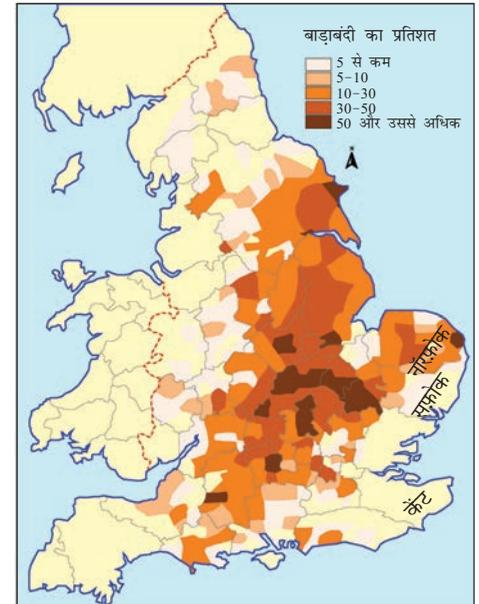 बाड़ाबंदी का प्रतिशत
5 से कम
5–10
10–30
30–50
50 और उससे अधिक
नॉरफ़ोक
सफ़ोक
केंट